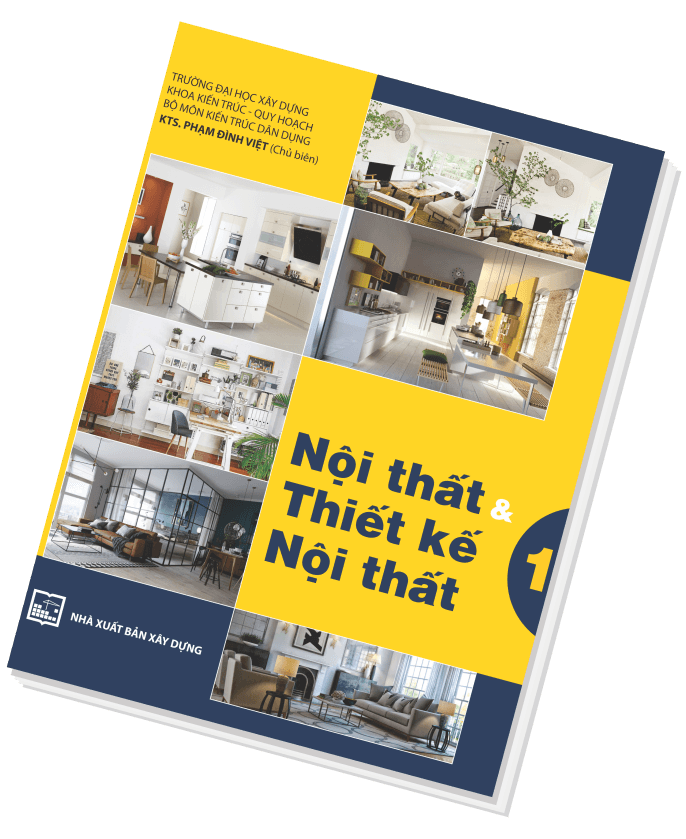 TRƯỜNG ĐẠI HỌC XÂY DỰNG
KHOA KIẾN TRÚC - QUY HOẠCH
BỘ MÔN KIẾN TRÚC DÂN DỤNG
KTS. PHẠM ĐÌNH VIỆT (Chủ biên)
Nội thất &
Thiết kế
Nội thất
1
NHÀ XUẤT BẢN XÂY DỰNG